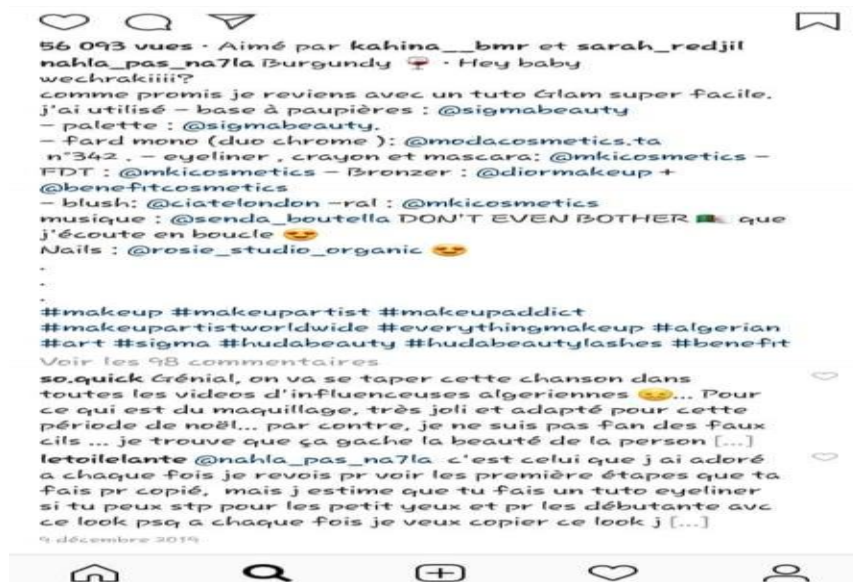 56 093 vues · Aimé par kahina__bmr et sarah_redjil
nahla_pas_na7la Burgundy 🍷 · Hey baby
wechrakiiii?
comme promis je reviens avec un tuto Glam super facile.
j'ai utilisé – base à paupières : @sigmabeauty
– palette : @sigmabeauty.
– fard mono (duo chrome ): @modacosmetics.ta
n°342 . – eyeliner , crayon et mascara: @mkicosmetics –
FDT : @mkicosmetics – Bronzer : @diormakeup +
@benefitcosmetics
– blush: @ciatelondon –ral : @mkicosmetics
musique : @senda_boutella DON'T EVEN BOTHER 🇩🇿 que
j'écoute en boucle 😍
Nails : @rosie_studio_organic 😍
.
.
.
#makeup #makeupartist #makeupaddict
#makeupartistworldwide #everythingmakeup #algerian
#art #sigma #hudabeauty #hudabeautylashes #benefit
Voir les 98 commentaires
so.quick Génial, on va se taper cette chanson dans
toutes les videos d'influenceuses algeriennes 😑... Pour
ce qui est du maquillage, très joli et adapté pour cette
période de noël... par contre, je ne suis pas fan des faux
cils ... je trouve que ça gache la beauté de la person [...]
letoilelante @nahla_pas_na7la c'est celui que j ai adoré
a chaque fois je revois pr voir les première étapes que ta
fais pr copié, mais j estime que tu fais un tuto eyeliner
si tu peux stp pour les petit yeux et pr les débutante avc
ce look psq a chaque fois je veux copier ce look j [...]
9 décembre 2019